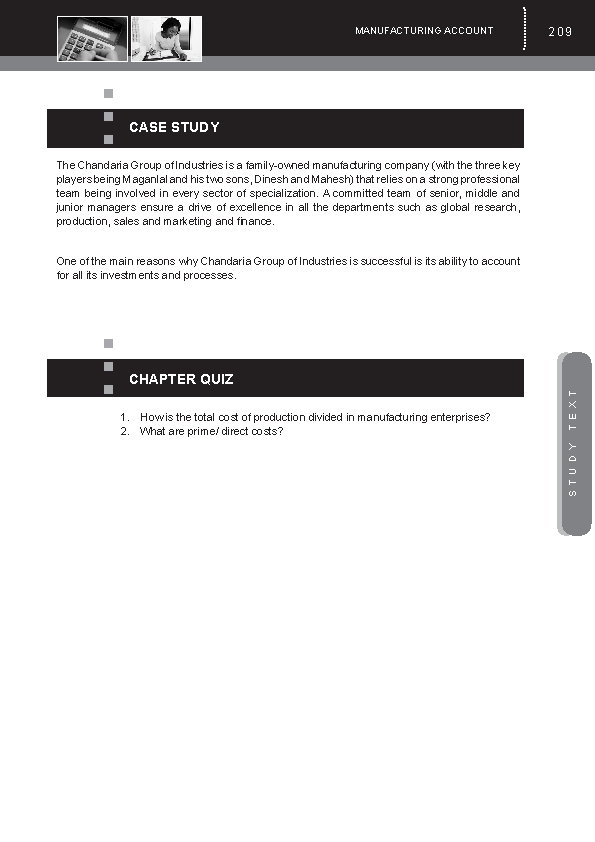 MANUFACTURING ACCOUNT 209
CASE STUDY
The Chandaria Group of Industries is a family-owned manufacturing company (with the three key
players being Maganlal and his two sons, Dinesh and Mahesh) that relies on a strong professional
team being involved in every sector of specialization. A committed team of senior, middle and
junior managers ensure a drive of excellence in all the departments such as global research,
production, sales and marketing and finance.
One of the main reasons why Chandaria Group of Industries is successful is its ability to account
for all its investments and processes.
CHAPTER QUIZ
1. How is the total cost of production divided in manufacturing enterprises?
2. What are prime/ direct costs?
STUDY TEXT